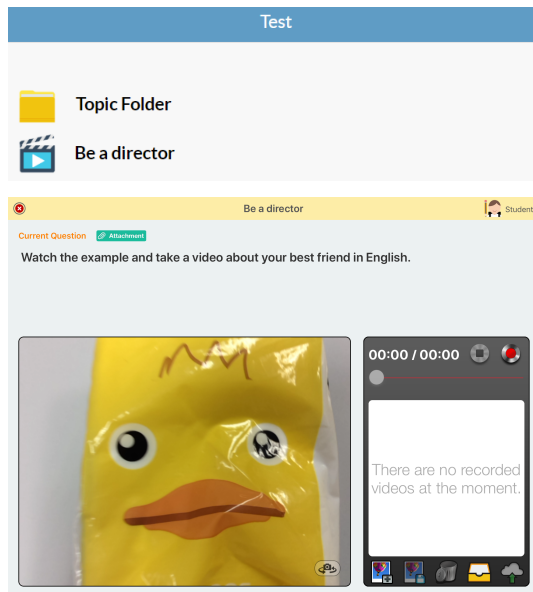 Test
Topic Folder
Be a director
Be a director
Student
Current Question
Attachment
Watch the example and take a video about your best friend in English.
00:00 / 00:00
There are no recorded
videos at the moment.